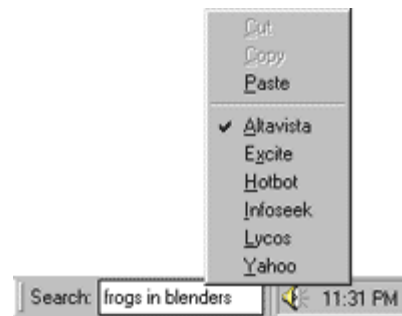 Cut
Copy
Paste
Altavista
Excite
Hotbot
Infoseek
Lycos
Yahoo
Search: frogs in blenders 11:31 PM